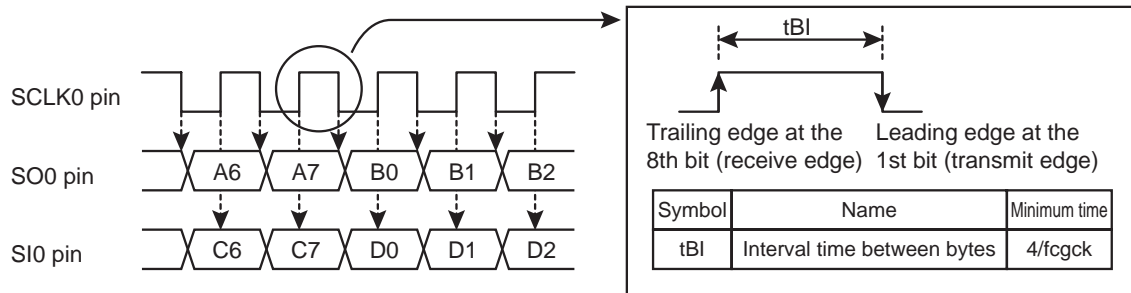 SCLK0 pin
SO0 pin
A6 A7 B0 B1 B2
SI0 pin
C6 C7 D0 D1 D2
tBI
Trailing edge at the
8th bit (receive edge)
Leading edge at the
1st bit (transmit edge)
Symbol Name Minimum time
tBI Interval time between bytes 4/fcgck